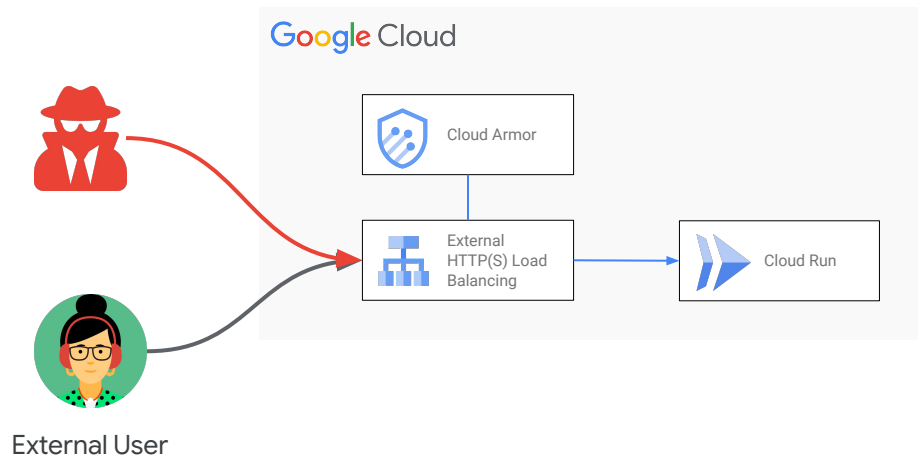 Google Cloud
Cloud Armor
External
HTTP(S) Load
Balancing
Cloud Run
External User